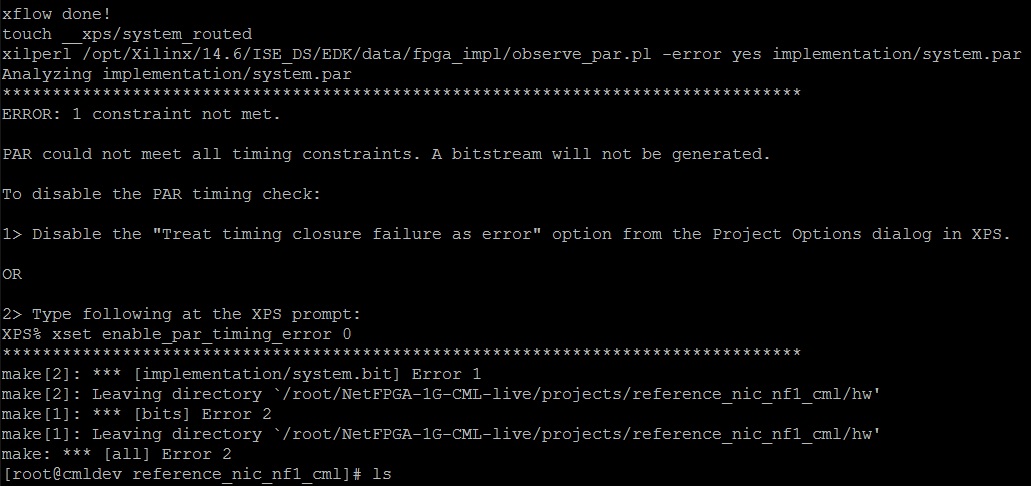 xflow done!
touch __xps/system_routed
xilperl /opt/Xilinx/14.6/ISE_DS/EDK/data/fpga_impl/observe_par.pl -error yes implementation/system.par
Analyzing implementation/system.par
********************************************************************************
ERROR: 1 constraint not met.
PAR could not meet all timing constraints. A bitstream will not be generated.
To disable the PAR timing check:
1> Disable the "Treat timing closure failure as error" option from the Project Options dialog in XPS.
OR
2> Type following at the XPS prompt:
XPS% xset enable_par_timing_error 0
********************************************************************************
make[2]: *** [implementation/system.bit] Error 1
make[2]: Leaving directory `/root/NetFPGA-1G-CML-live/projects/reference_nic_nf1_cml/hw'
make[1]: *** [bits] Error 2
make[1]: Leaving directory `/root/NetFPGA-1G-CML-live/projects/reference_nic_nf1_cml/hw'
make: *** [all] Error 2
[root@cmldev reference_nic_nf1_cml]# ls